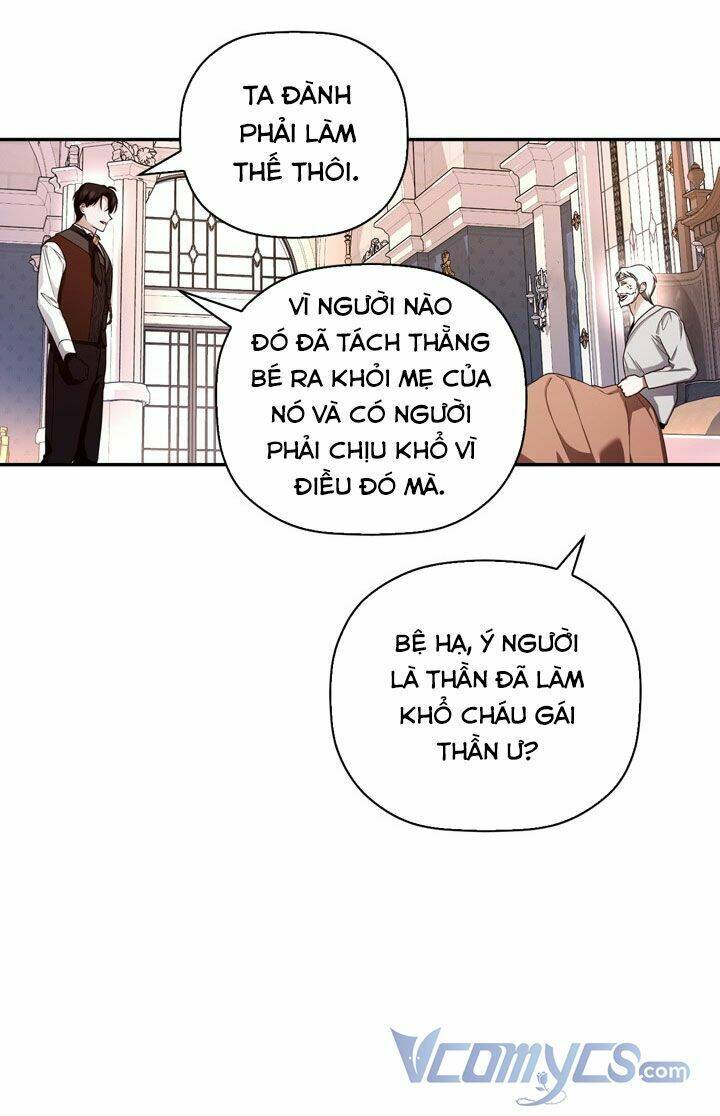 TA ĐÀNH
PHẢI LÀM
THẾ THÔI.
VÌ NGƯỜI NÀO
ĐÓ ĐÃ TÁCH THẰNG
BÉ RA KHỎI MẸ CỦA
NÓ VÀ CÓ NGƯỜI
PHẢI CHỊU KHỔ VÌ
ĐIỀU ĐÓ MÀ.
BỆ HẠ, Ý NGƯỜI
LÀ THẦN ĐÃ LÀM
KHỔ CHÁU GÁI
THẦN Ư?
VCOMYCS.com